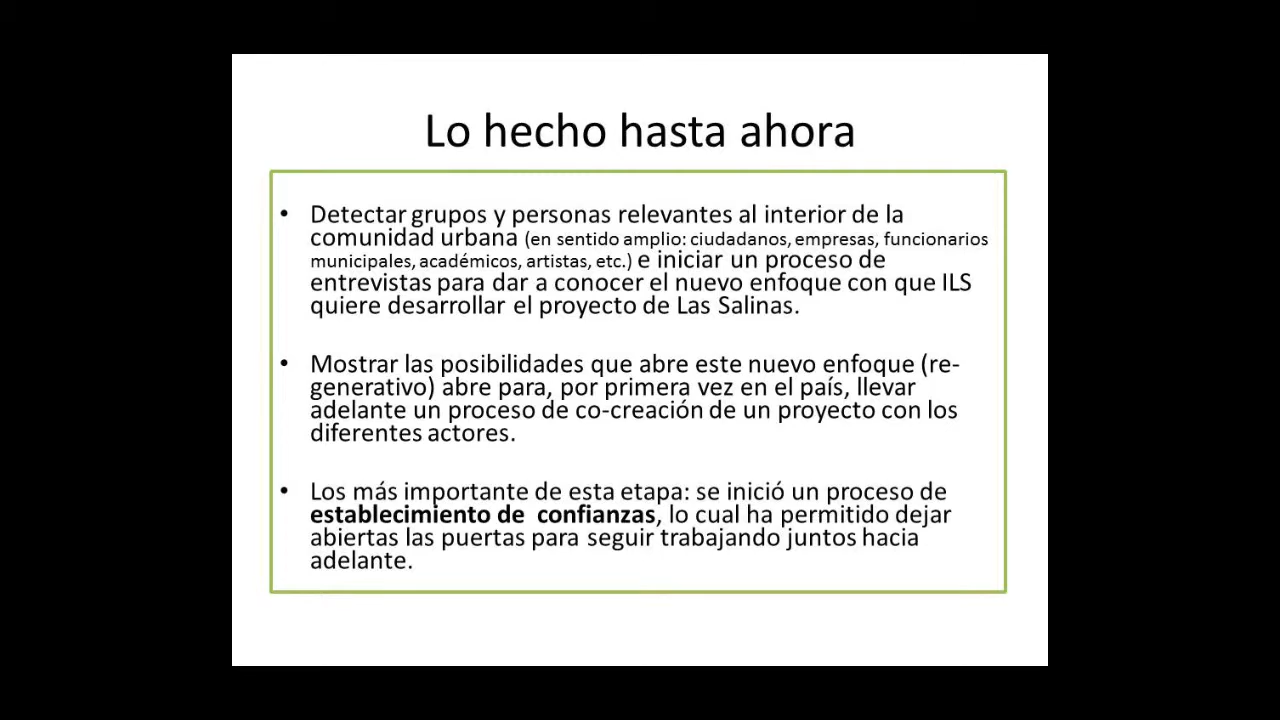 Lo hecho hasta ahora
• Detectar grupos y personas relevantes al interior de la
comunidad urbana (en sentido amplio: ciudadanos, empresas, funcionarios
municipales, académicos, artistas, etc.) e iniciar un proceso de
entrevistas para dar a conocer el nuevo enfoque con que ILS
quiere desarrollar el proyecto de Las Salinas.
• Mostrar las posibilidades que abre este nuevo enfoque (re-
generativo) abre para, por primera vez en el país, llevar
adelante un proceso de co-creación de un proyecto con los
diferentes actores.
• Los más importante de esta etapa: se inició un proceso de
establecimiento de confianzas, lo cual ha permitido dejar
abiertas las puertas para seguir trabajando juntos hacia
adelante.